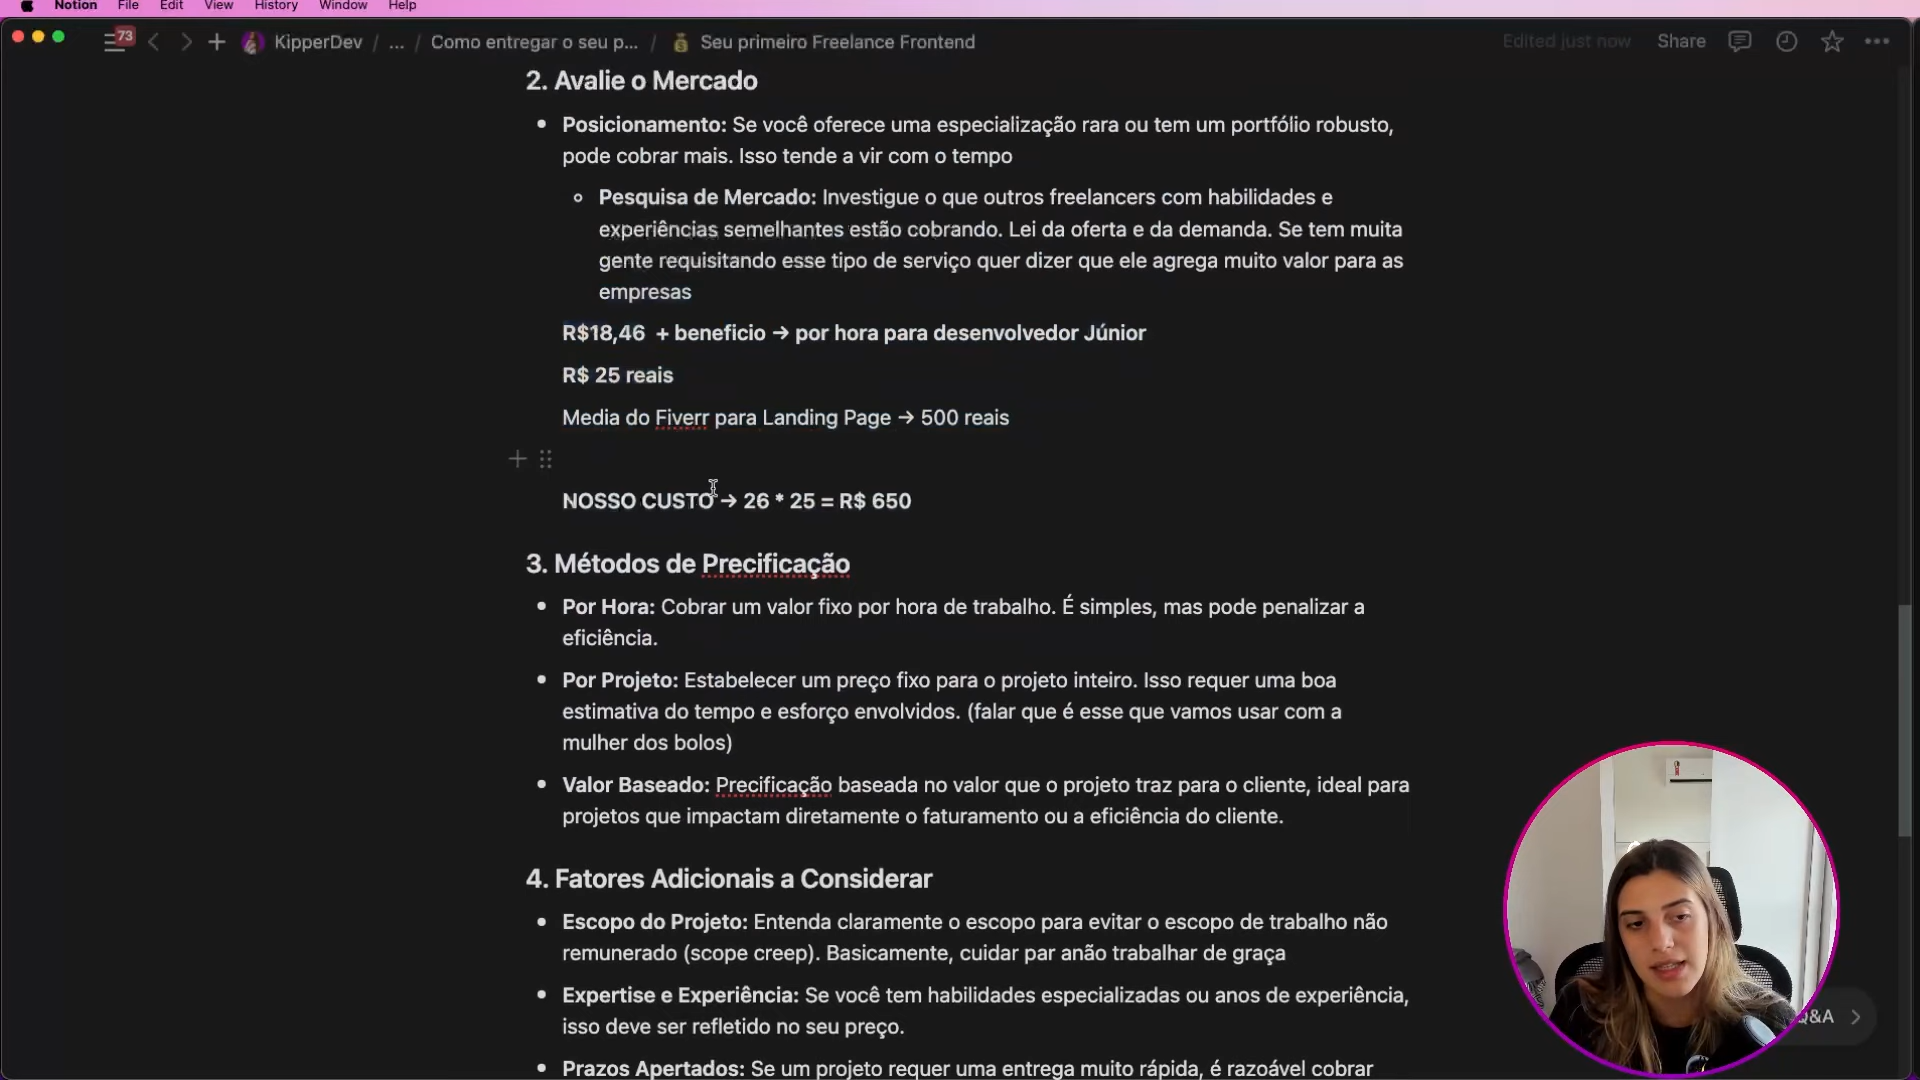 Notion File Edit View History Window Help
73 KipperDev / ... / Como entregar o seu p... / Seu primeiro Freelance Frontend Edited just now Share
2. Avalie o Mercado
Posicionamento: Se você oferece uma especialização rara ou tem um portfólio robusto,
pode cobrar mais. Isso tende a vir com o tempo
Pesquisa de Mercado: Investigue o que outros freelancers com habilidades e
experiências semelhantes estão cobrando. Lei da oferta e da demanda. Se tem muita
gente requisitando esse tipo de serviço quer dizer que ele agrega muito valor para as
empresas
R$18,46 + beneficio → por hora para desenvolvedor Júnior
R$ 25 reais
Media do Fiverr para Landing Page → 500 reais
NOSSO CUSTO → 26 * 25 = R$ 650
3. Métodos de Precificação
Por Hora: Cobrar um valor fixo por hora de trabalho. É simples, mas pode penalizar a
eficiência.
Por Projeto: Estabelecer um preço fixo para o projeto inteiro. Isso requer uma boa
estimativa do tempo e esforço envolvidos. (falar que é esse que vamos usar com a
mulher dos bolos)
Valor Baseado: Precificação baseada no valor que o projeto traz para o cliente, ideal para
projetos que impactam diretamente o faturamento ou a eficiência do cliente.
4. Fatores Adicionais a Considerar
Escopo do Projeto: Entenda claramente o escopo para evitar o escopo de trabalho não
remunerado (scope creep). Basicamente, cuidar par anão trabalhar de graça
Expertise e Experiência: Se você tem habilidades especializadas ou anos de experiência,
isso deve ser refletido no seu preço.
Q&A
Prazos Apertados: Se um projeto requer uma entrega muito rápida, é razoável cobrar